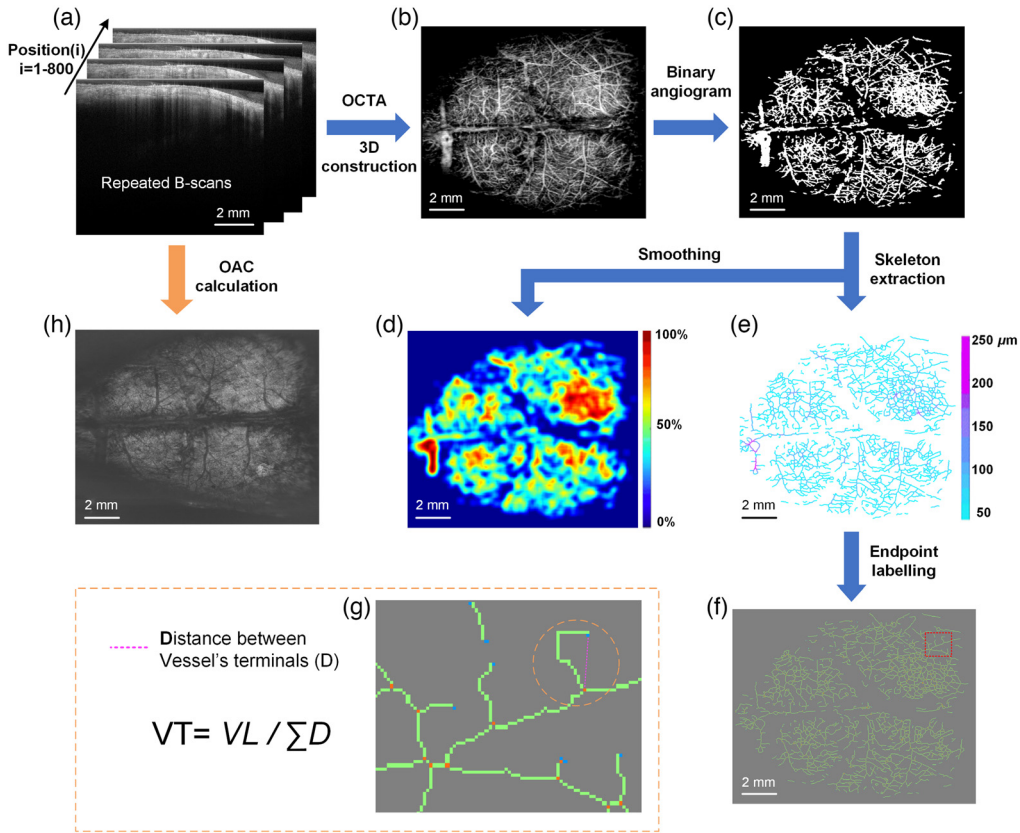 (a)
Position(i)
i=1-800
Repeated B-scans
2 mm
OCTA
3D
construction
(b)
2 mm
Binary
angiogram
(c)
2 mm
OAC
calculation
Smoothing
Skeleton
extraction
(h)
2 mm
(d)
2 mm
100%
50%
0%
(e)
2 mm
250 μm
200
150
100
50
Endpoint
labelling
(f)
2 mm
(g)
Distance between
Vessel's terminals (D)
VT= VL / ∑D